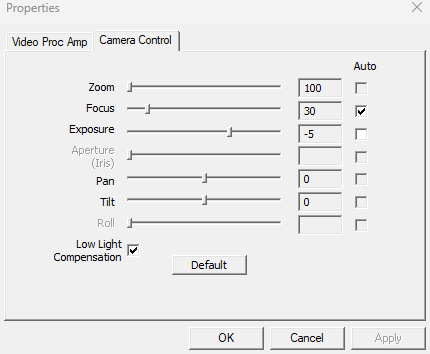 Properties
Video Proc Amp
Camera Control
Auto
Zoom 100
Focus 30
Exposure -5
Aperture
(Iris)
Pan 0
Tilt 0
Roll
Low Light
Compensation
Default
OK Cancel Apply